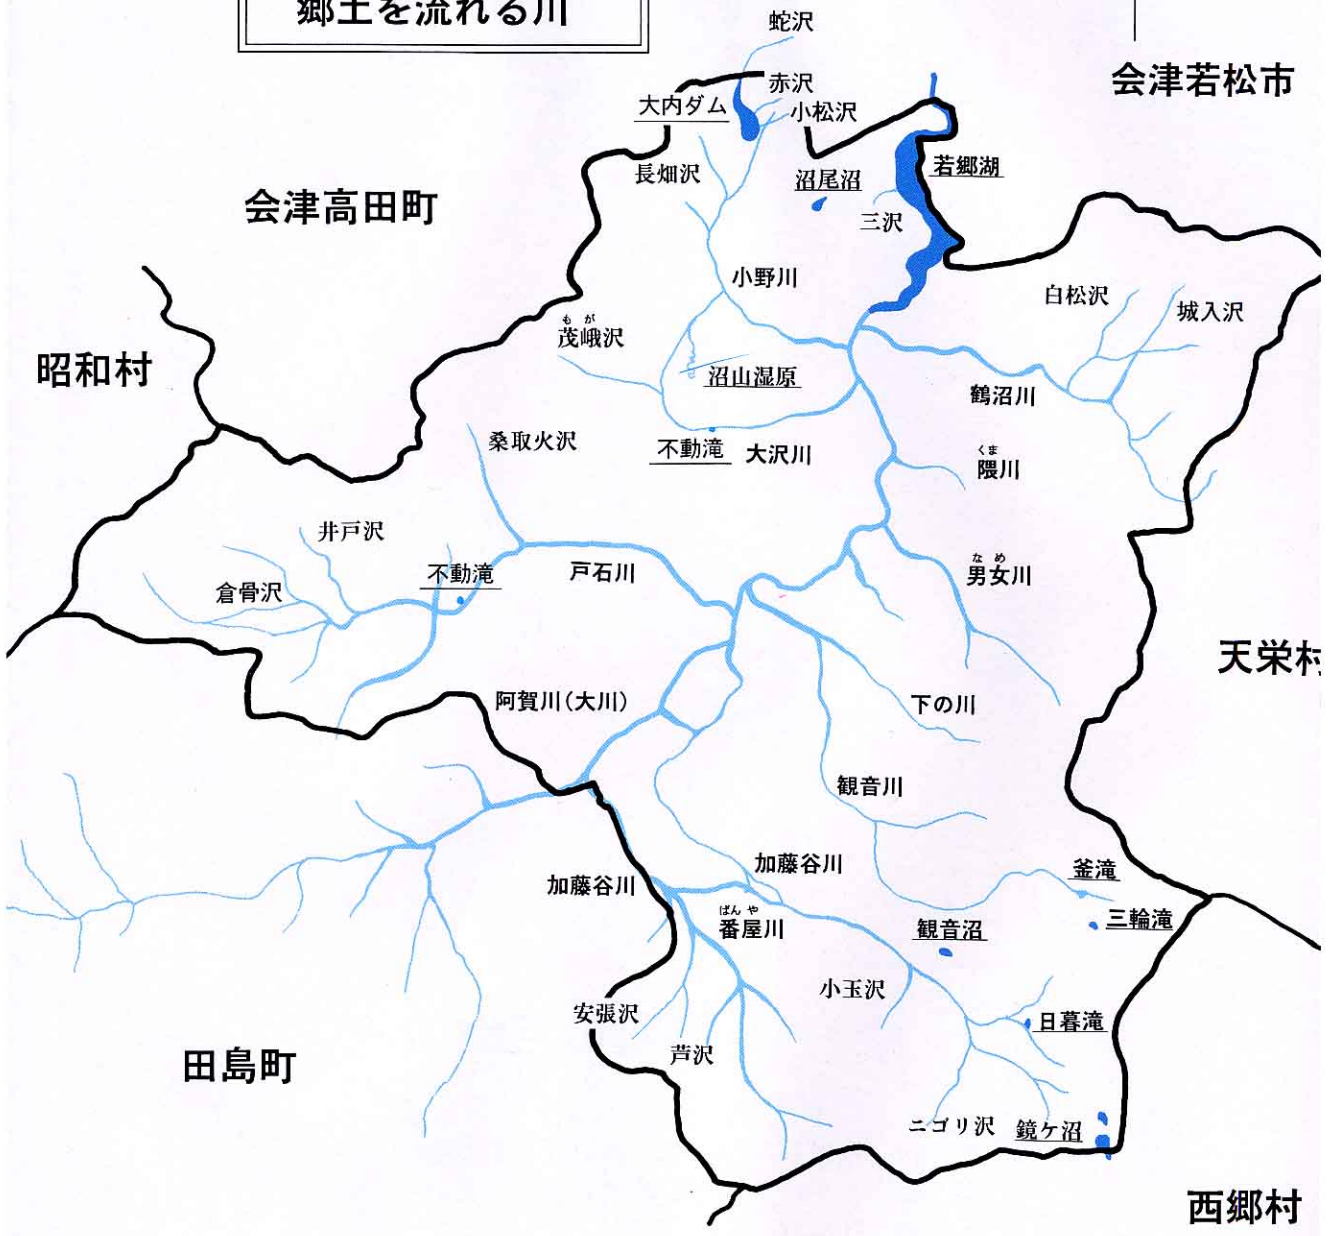 郷土を流れる川
蛇沢
会津若松市
赤沢
大内ダム
小松沢
長畑沢
沼尾沼
若郷湖
会津高田町
三沢
小野川
白松沢
城入沢
もが
茂峨沢
昭和村
沼山湿原
鶴沼川
桑取火沢
不動滝
大沢川
くま
隈川
井戸沢
不動滝
戸石川
なめ
男女川
倉骨沢
天栄村
阿賀川(大川)
下の川
観音川
加藤谷川
釜滝
加藤谷川
ばんや
番屋川
観音沼
三輪滝
小玉沢
安張沢
日暮滝
芦沢
田島町
ニゴリ沢
鏡ケ沼
西郷村